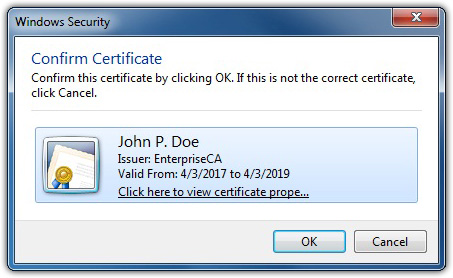 Windows Security
Confirm Certificate
Confirm this certificate by clicking OK. If this is not the correct certificate,
click Cancel.
John P. Doe
Issuer: EnterpriseCA
Valid From: 4/3/2017 to 4/3/2019
Click here to view certificate prope...
OK
Cancel